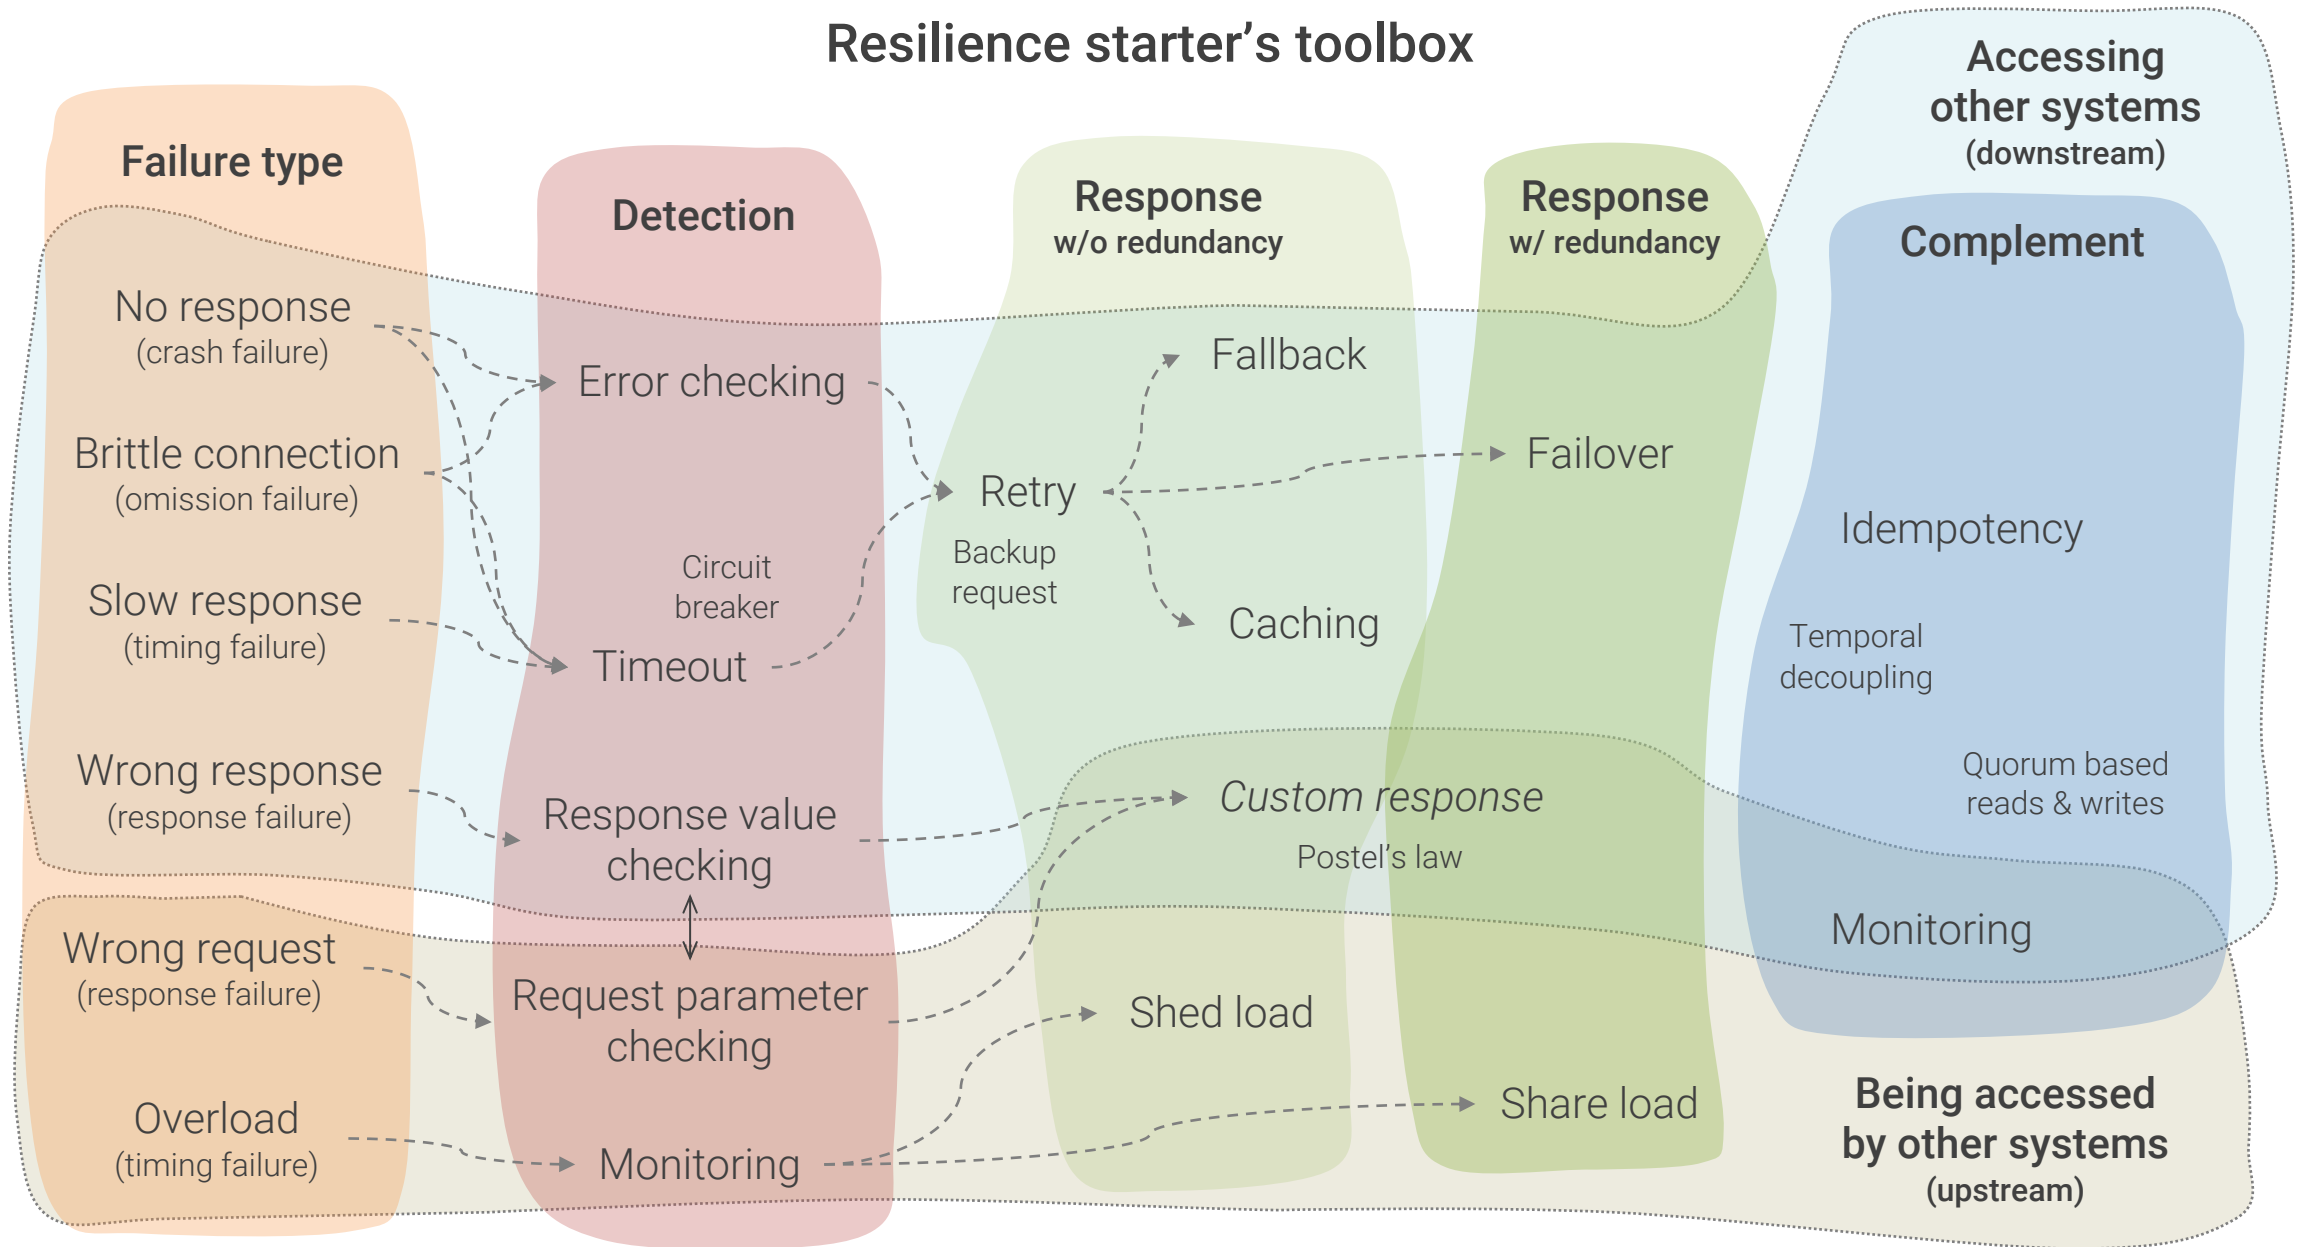 Resilience starter’s toolbox
Failure type
No response
(crash failure)
Brittle connection
(omission failure)
Slow response
(timing failure)
Wrong response
(response failure)
Wrong request
(response failure)
Overload
(timing failure)
Detection
Error checking
Circuit
breaker
Timeout
Response value
checking
Request parameter
checking
Monitoring
Response
w/o redundancy
Fallback
Retry
Backup
request
Caching
Custom response
Postel’s law
Shed load
Response
w/ redundancy
Failover
Share load
Accessing
other systems
(downstream)
Complement
Idempotency
Temporal
decoupling
Quorum based
reads & writes
Monitoring
Being accessed
by other systems
(upstream)